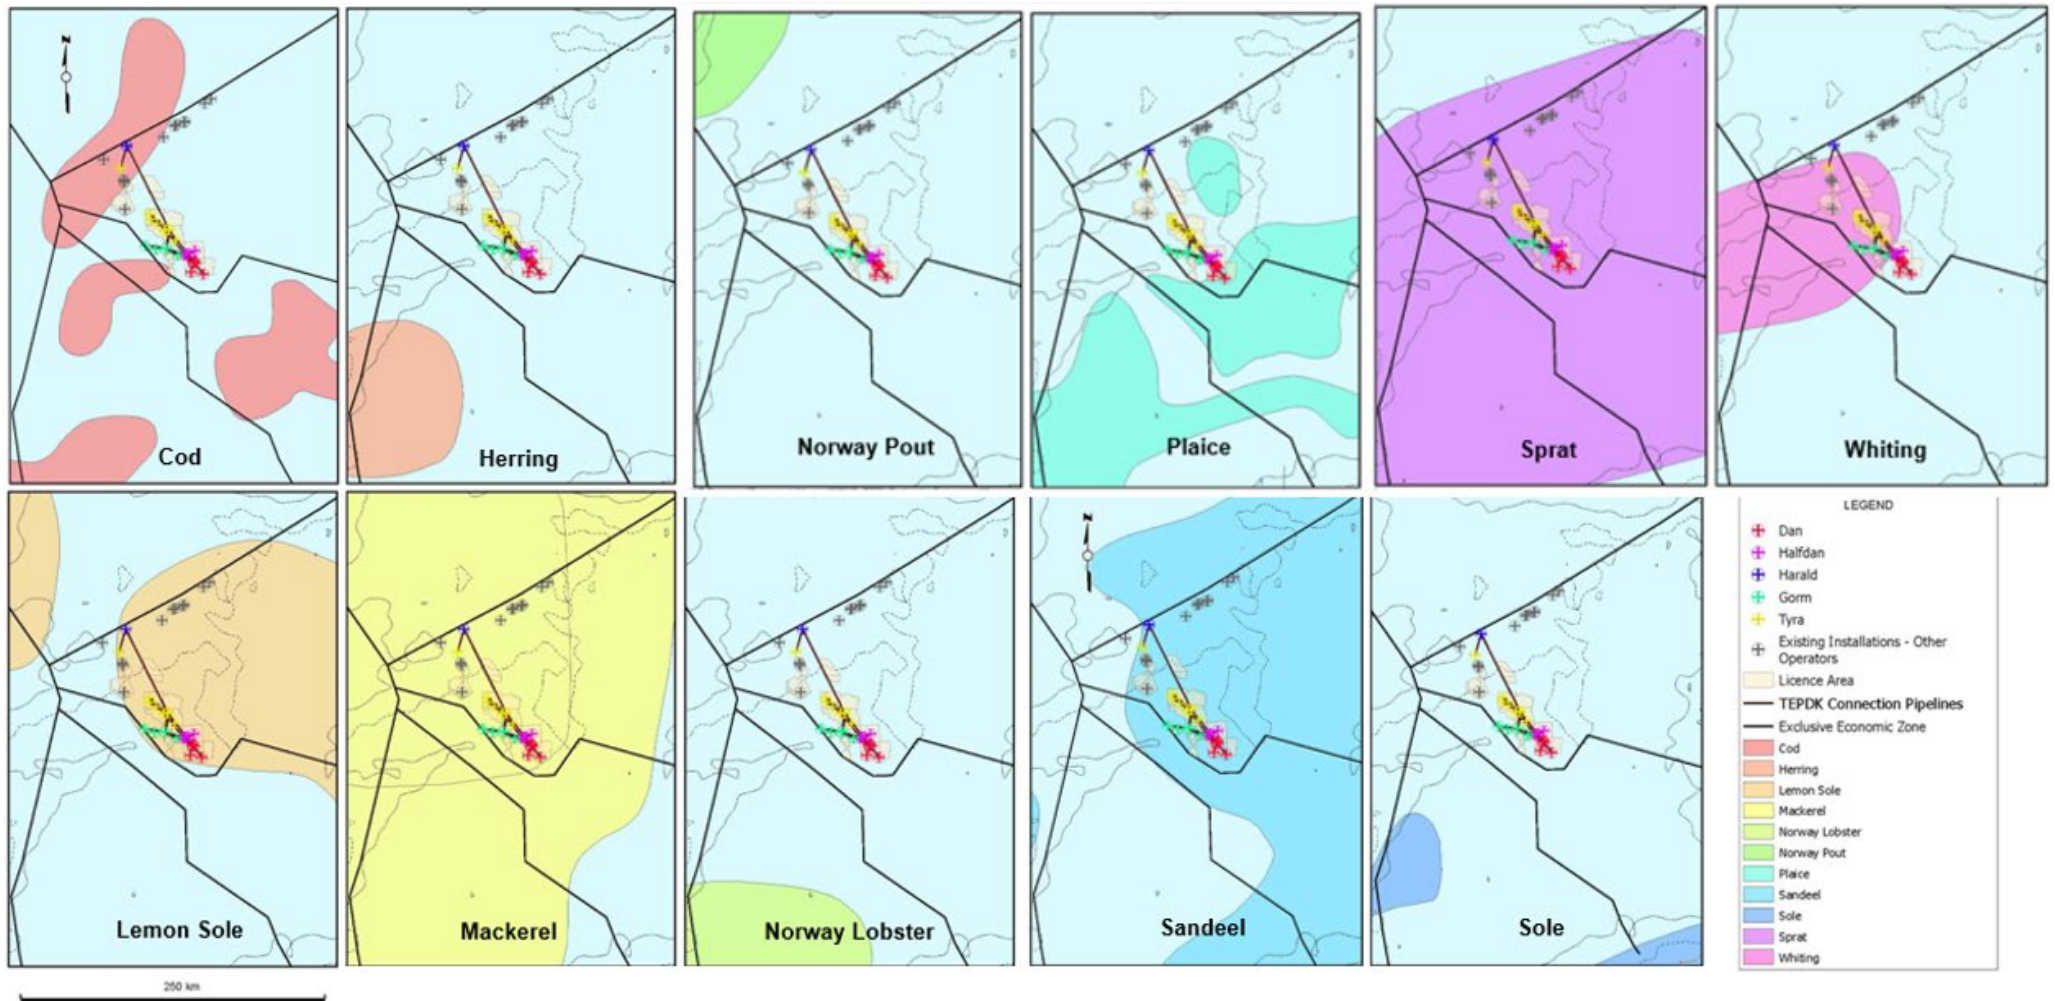 N
Cod
Herring
Norway Pout
Plaice
Sprat
Whiting
Lemon Sole
Mackerel
Norway Lobster
N
Sandeel
Sole
LEGEND
Dan
Halfdan
Harald
Gorm
Tyra
Existing Installations - Other
Operators
Licence Area
TEPDK Connection Pipelines
Exclusive Economic Zone
Cod
Herring
Lemon Sole
Mackerel
Norway Lobster
Norway Pout
Plaice
Sandeel
Sole
Sprat
Whiting
250 km